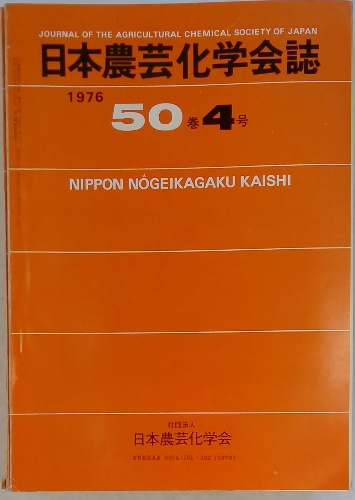 JOURNAL OF THE AGRICULTURAL CHEMICAL SOCIETY OF JAPAN
日本農芸化学会誌
1976
50巻4号
NIPPON NÔGEIKAGAKU KAISHI
社団法人
日本農芸化学会